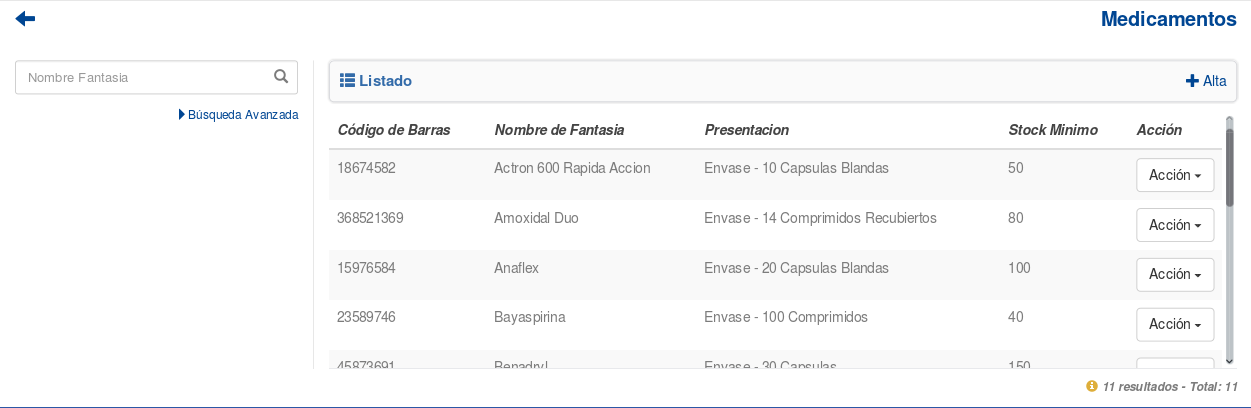 Medicamentos
Nombre Fantasia
Búsqueda Avanzada
Listado
Alta
Código de Barras Nombre de Fantasia Presentacion Stock Minimo Acción
18674582 Actron 600 Rapida Accion Envase - 10 Capsulas Blandas 50 Acción
368521369 Amoxidal Duo Envase - 14 Comprimidos Recubiertos 80 Acción
15976584 Anaflex Envase - 20 Capsulas Blandas 100 Acción
23589746 Bayaspirina Envase - 100 Comprimidos 40 Acción
45873691 Benadryl Envase - 30 Capsulas 150
11 resultados - Total: 11